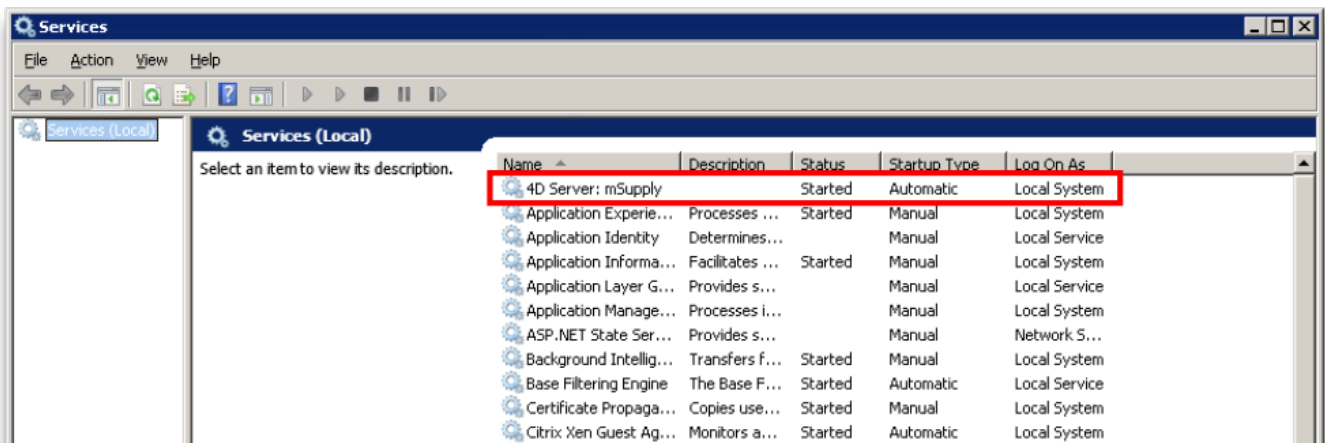 Services
File Action View Help
Services (Local)
Services (Local)
Select an item to view its description.
Name Description Status Startup Type Log On As
4D Server: mSupply Started Automatic Local System
Application Experie... Processes ... Started Manual Local System
Application Identity Determines... Manual Local Service
Application Informa... Facilitates ... Started Manual Local System
Application Layer G... Provides s... Manual Local Service
Application Manage... Processes i... Manual Local System
ASP.NET State Ser... Provides s... Manual Network S...
Background Intellig... Transfers f... Started Manual Local System
Base Filtering Engine The Base F... Started Automatic Local Service
Certificate Propaga... Copies use... Started Manual Local System
Citrix Xen Guest Ag... Monitors a... Started Automatic Local System